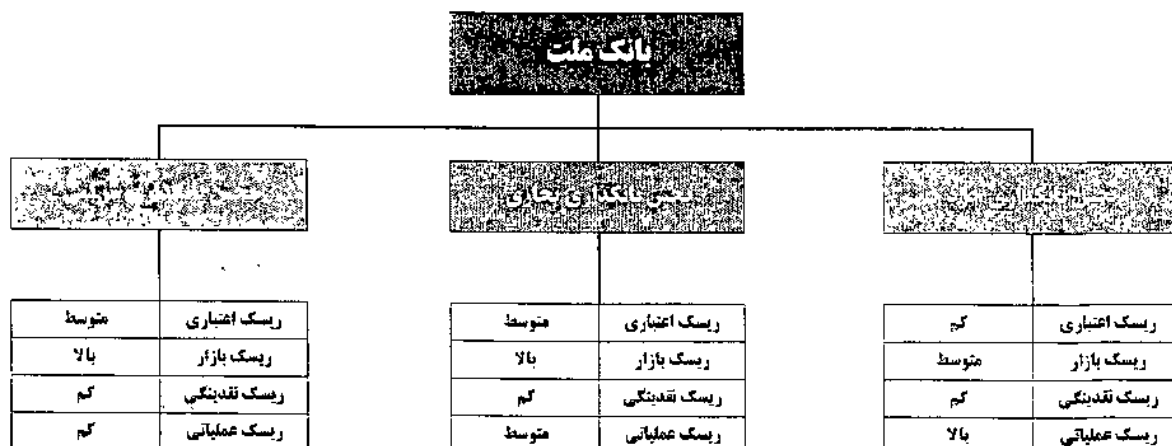 بانک ملت
بانکداری تجاری
ریسک اعتباری کم
ریسک بازار متوسط
ریسک نقدینگی کم
ریسک عملیاتی بالا
ریسک اعتباری متوسط
ریسک بازار بالا
ریسک نقدینگی کم
ریسک عملیاتی متوسط
ریسک اعتباری متوسط
ریسک بازار بالا
ریسک نقدینگی کم
ریسک عملیاتی کم